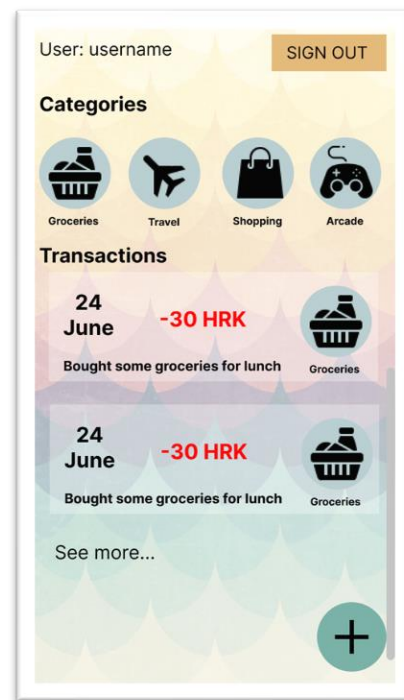 User: username
SIGN OUT
Categories
Groceries
Travel
Shopping
Arcade
Transactions
24
June
-30 HRK
Bought some groceries for lunch
Groceries
24
June
-30 HRK
Bought some groceries for lunch
Groceries
See more...
+